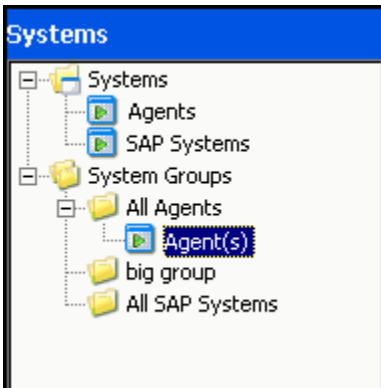 Systems
Systems
Agents
SAP Systems
System Groups
All Agents
Agent(s)
big group
All SAP Systems